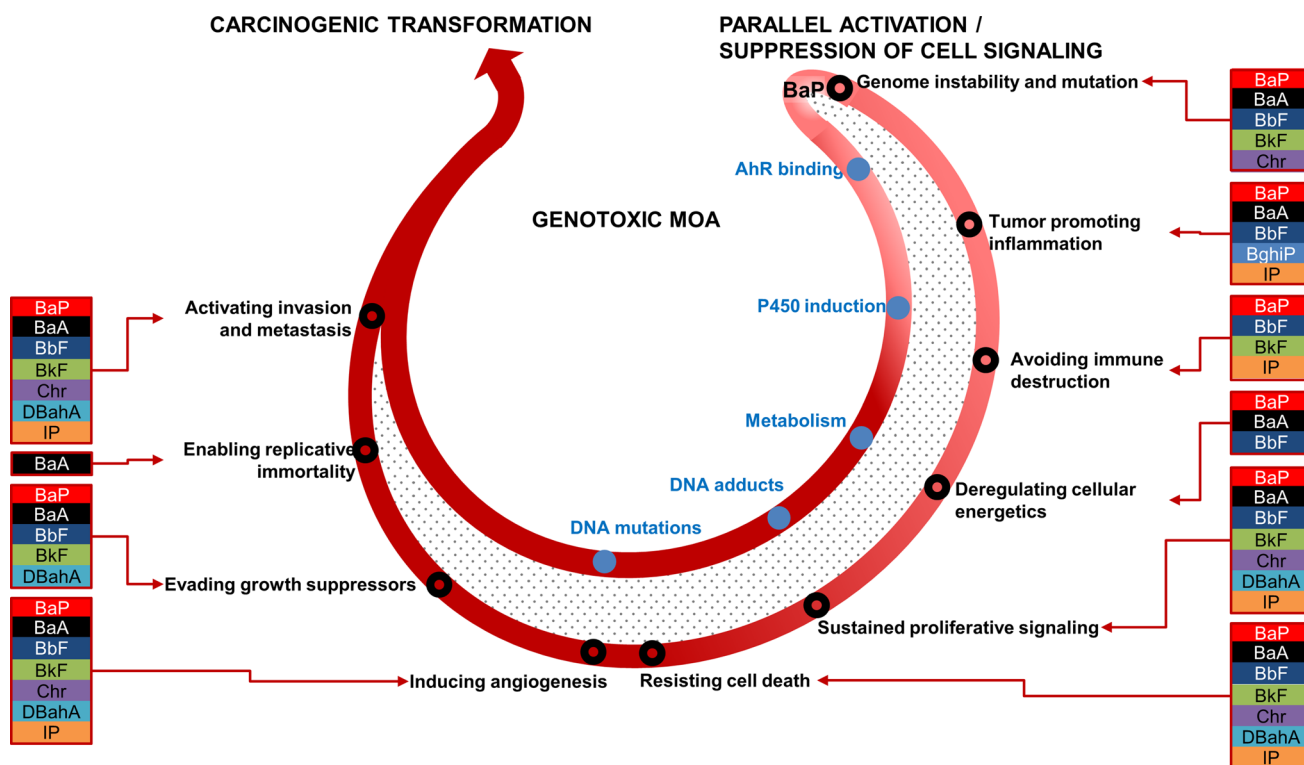 CARCINOGENIC TRANSFORMATION
PARALLEL ACTIVATION /
SUPPRESSION OF CELL SIGNALING
BaP
Genome instability and mutation
BaP
BaA
BbF
BkF
Chr
AhR binding
GENOTOXIC MOA
Tumor promoting
inflammation
BaP
BaA
BbF
BghiP
IP
P450 induction
Avoiding immune
destruction
BaP
BbF
BkF
IP
Metabolism
Deregulating cellular
energetics
BaP
BaA
BbF
DNA adducts
DNA mutations
Sustained proliferative signaling
BaP
BaA
BbF
BkF
Chr
DBahA
IP
Resisting cell death
BaP
BaA
BbF
BkF
Chr
DBahA
IP
BaP
BaA
BbF
BkF
Chr
DBahA
IP
Activating invasion
and metastasis
BaA
Enabling replicative
immortality
BaP
BaA
BbF
BkF
DBahA
Evading growth suppressors
BaP
BaA
BbF
BkF
Chr
DBahA
IP
Inducing angiogenesis